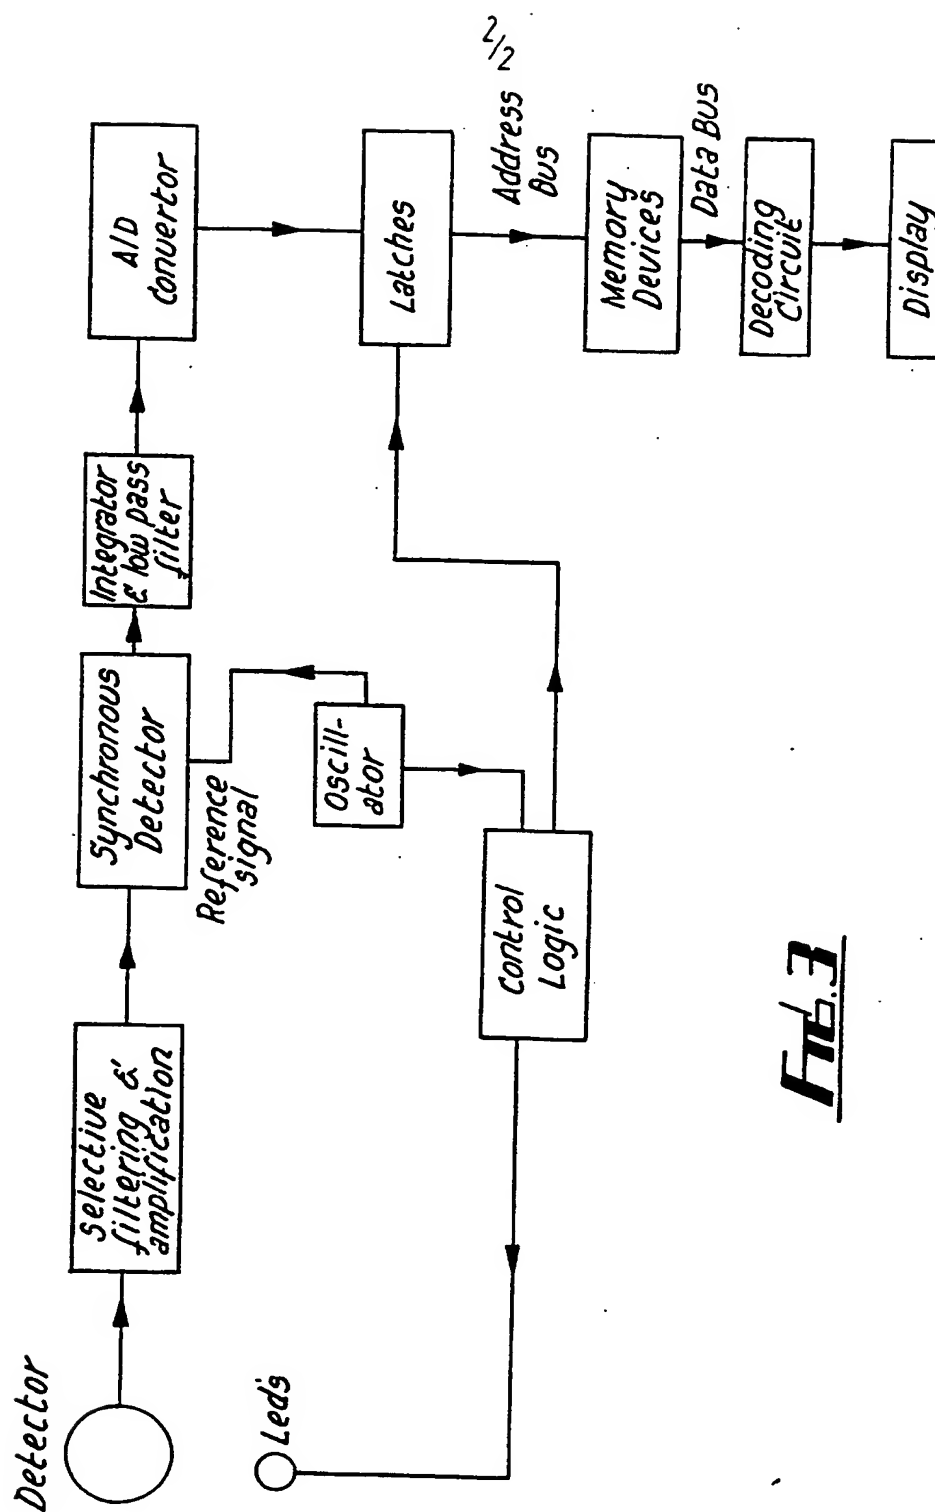 2/2
Detector
Selective
filtering &
amplification
Synchronous
Detector
Integrator
& low pass
filter
A/D
Convertor
Reference
signal
Oscill-
ator
Led's
Control
Logic
Latches
Address
Bus
Memory
Devices
Data Bus
Decoding
Circuit
Display
FIG.3